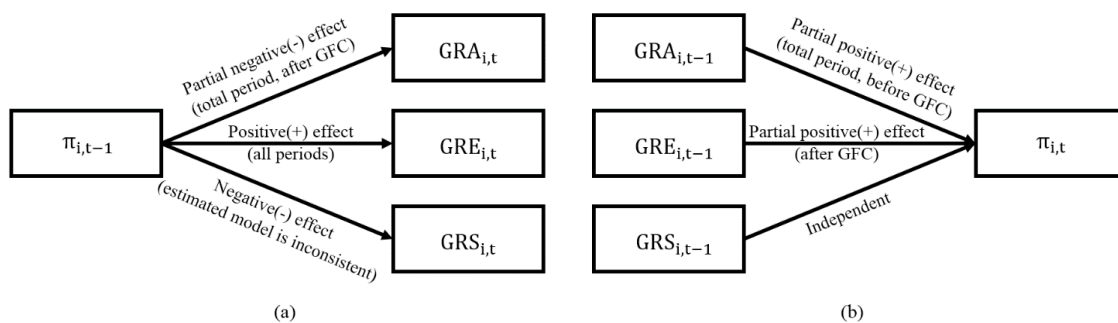 π_{i,t−1}
Partial negative(-) effect
(total period, after GFC)
Positive(+) effect
(all periods)
Negative(-) effect
(estimated model is inconsistent)
GRA_{i,t}
GRE_{i,t}
GRS_{i,t}
(a)
GRA_{i,t−1}
GRE_{i,t−1}
GRS_{i,t−1}
Partial positive(+) effect
(total period, before GFC)
Partial positive(+) effect
(after GFC)
Independent
π_{i,t}
(b)